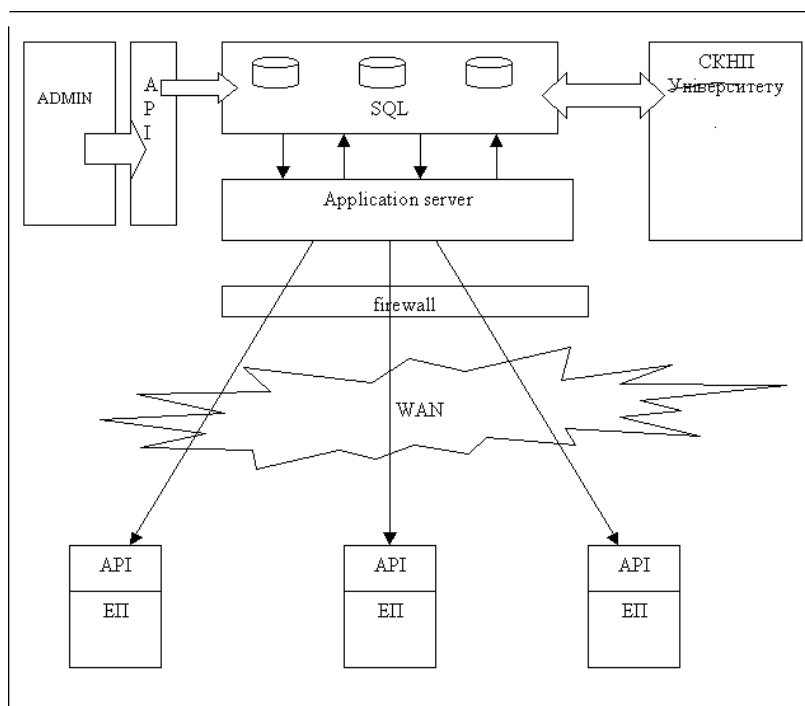 ADMIN
А
Р
І
SQL
СКНП
Університету
Application server
firewall
WAN
API
ЕП
API
ЕП
API
ЕП